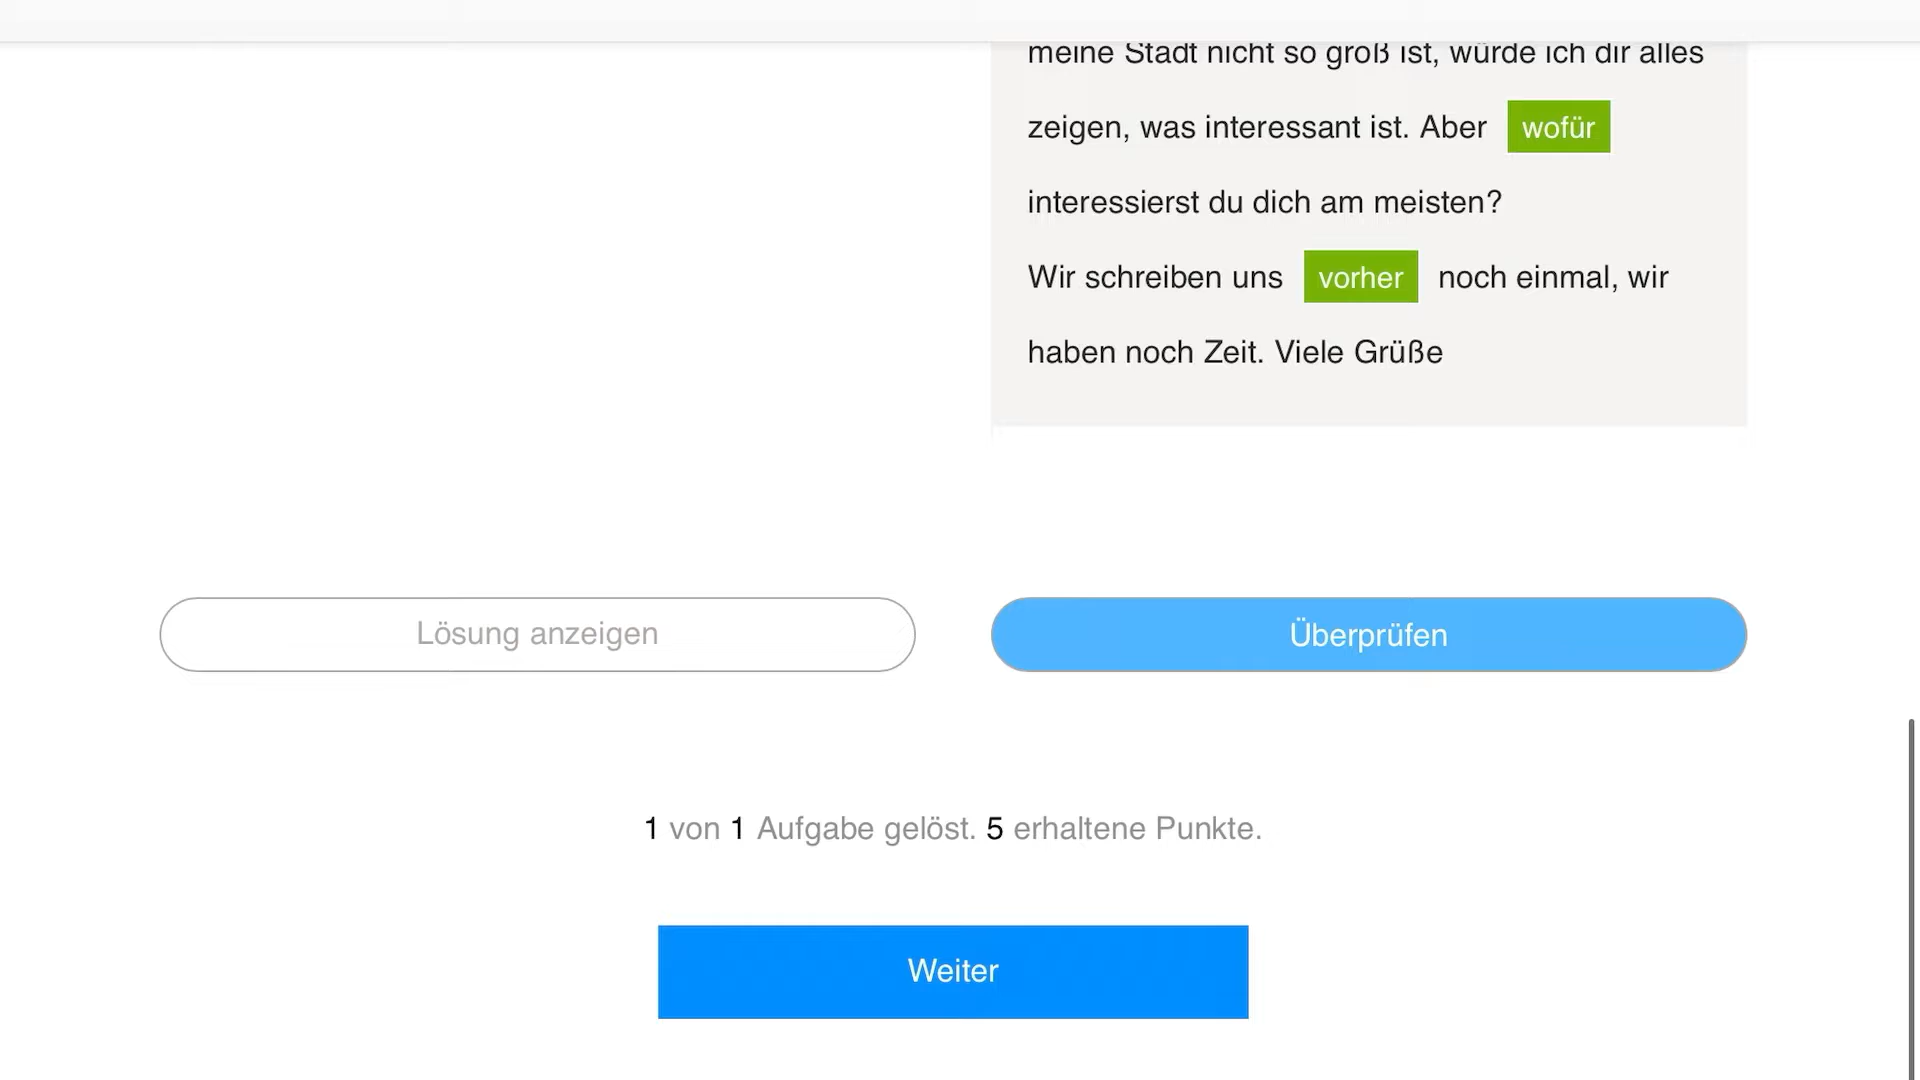 meine Stadt nicht so groß ist, würde ich dir alles
zeigen, was interessant ist. Aber wofür
interessierst du dich am meisten?
Wir schreiben uns vorher noch einmal, wir
haben noch Zeit. Viele Grüße
Lösung anzeigen
Überprüfen
1 von 1 Aufgabe gelöst. 5 erhaltene Punkte.
Weiter